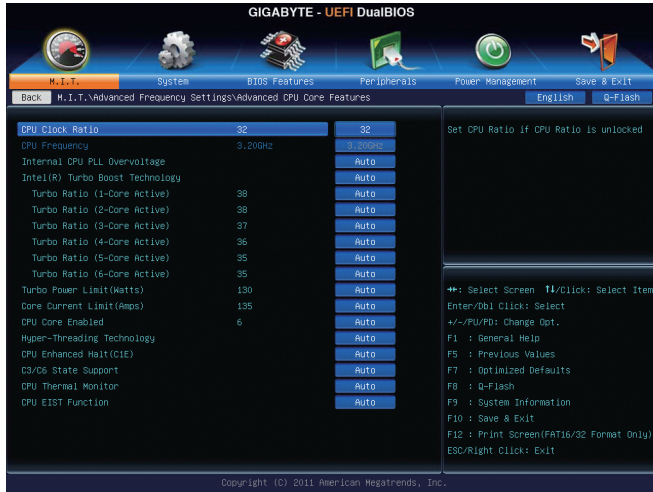 GIGABYTE - UEFI DualBIOS
M.I.T. System BIOS Features Peripherals Power Management Save & Exit
Back M.I.T.\Advanced Frequency Settings\Advanced CPU Core Features English Q-Flash
CPU Clock Ratio 32 32
CPU Frequency 3.20GHz 3.20GHz
Internal CPU PLL Overvoltage Auto
Intel(R) Turbo Boost Technology Auto
Turbo Ratio (1-Core Active) 38 Auto
Turbo Ratio (2-Core Active) 38 Auto
Turbo Ratio (3-Core Active) 37 Auto
Turbo Ratio (4-Core Active) 36 Auto
Turbo Ratio (5-Core Active) 35 Auto
Turbo Ratio (6-Core Active) 35 Auto
Turbo Power Limit(Watts) 130 Auto
Core Current Limit(Amps) 135 Auto
CPU Core Enabled 6 Auto
Hyper-Threading Technology Auto
CPU Enhanced Halt(C1E) Auto
C3/C6 State Support Auto
CPU Thermal Monitor Auto
CPU EIST Function Auto
Set CPU Ratio if CPU Ratio is unlocked
↔: Select Screen ↑↓/Click: Select Item
Enter/Dbl Click: Select
+/-/PU/PD: Change Opt.
F1 : General Help
F5 : Previous Values
F7 : Optimized Defaults
F8 : Q-Flash
F9 : System Information
F10 : Save & Exit
F12 : Print Screen(FAT16/32 Format Only)
ESC/Right Click: Exit
Copyright (C) 2011 American Megatrends, Inc.